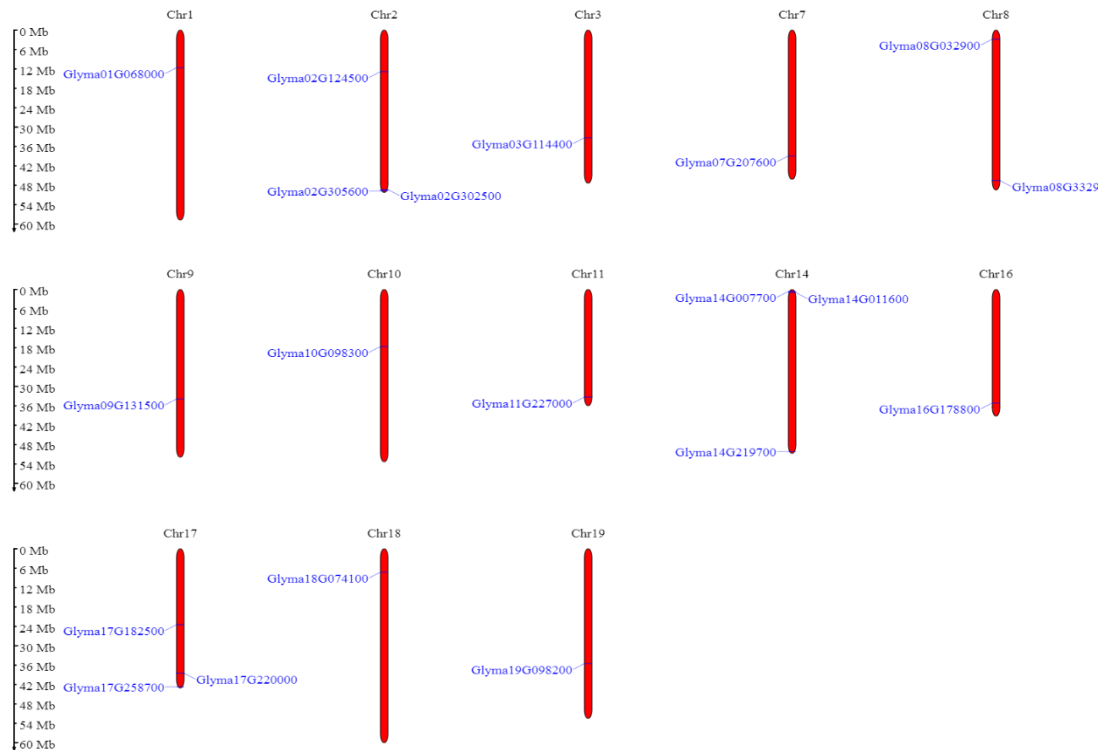 Chr1 Chr2 Chr3 Chr7 Chr8
0 Mb
6 Mb
12 Mb
18 Mb
24 Mb
30 Mb
36 Mb
42 Mb
48 Mb
54 Mb
60 Mb
Glyma01G068000
Glyma02G124500
Glyma02G305600
Glyma02G302500
Glyma03G114400
Glyma07G207600
Glyma08G032900
Glyma08G3329
Chr9 Chr10 Chr11 Chr14 Chr16
0 Mb
6 Mb
12 Mb
18 Mb
24 Mb
30 Mb
36 Mb
42 Mb
48 Mb
54 Mb
60 Mb
Glyma09G131500
Glyma10G098300
Glyma11G227000
Glyma14G007700
Glyma14G011600
Glyma14G219700
Glyma16G178800
Chr17 Chr18 Chr19
0 Mb
6 Mb
12 Mb
18 Mb
24 Mb
30 Mb
36 Mb
42 Mb
48 Mb
54 Mb
60 Mb
Glyma17G182500
Glyma17G220000
Glyma17G258700
Glyma18G074100
Glyma19G098200